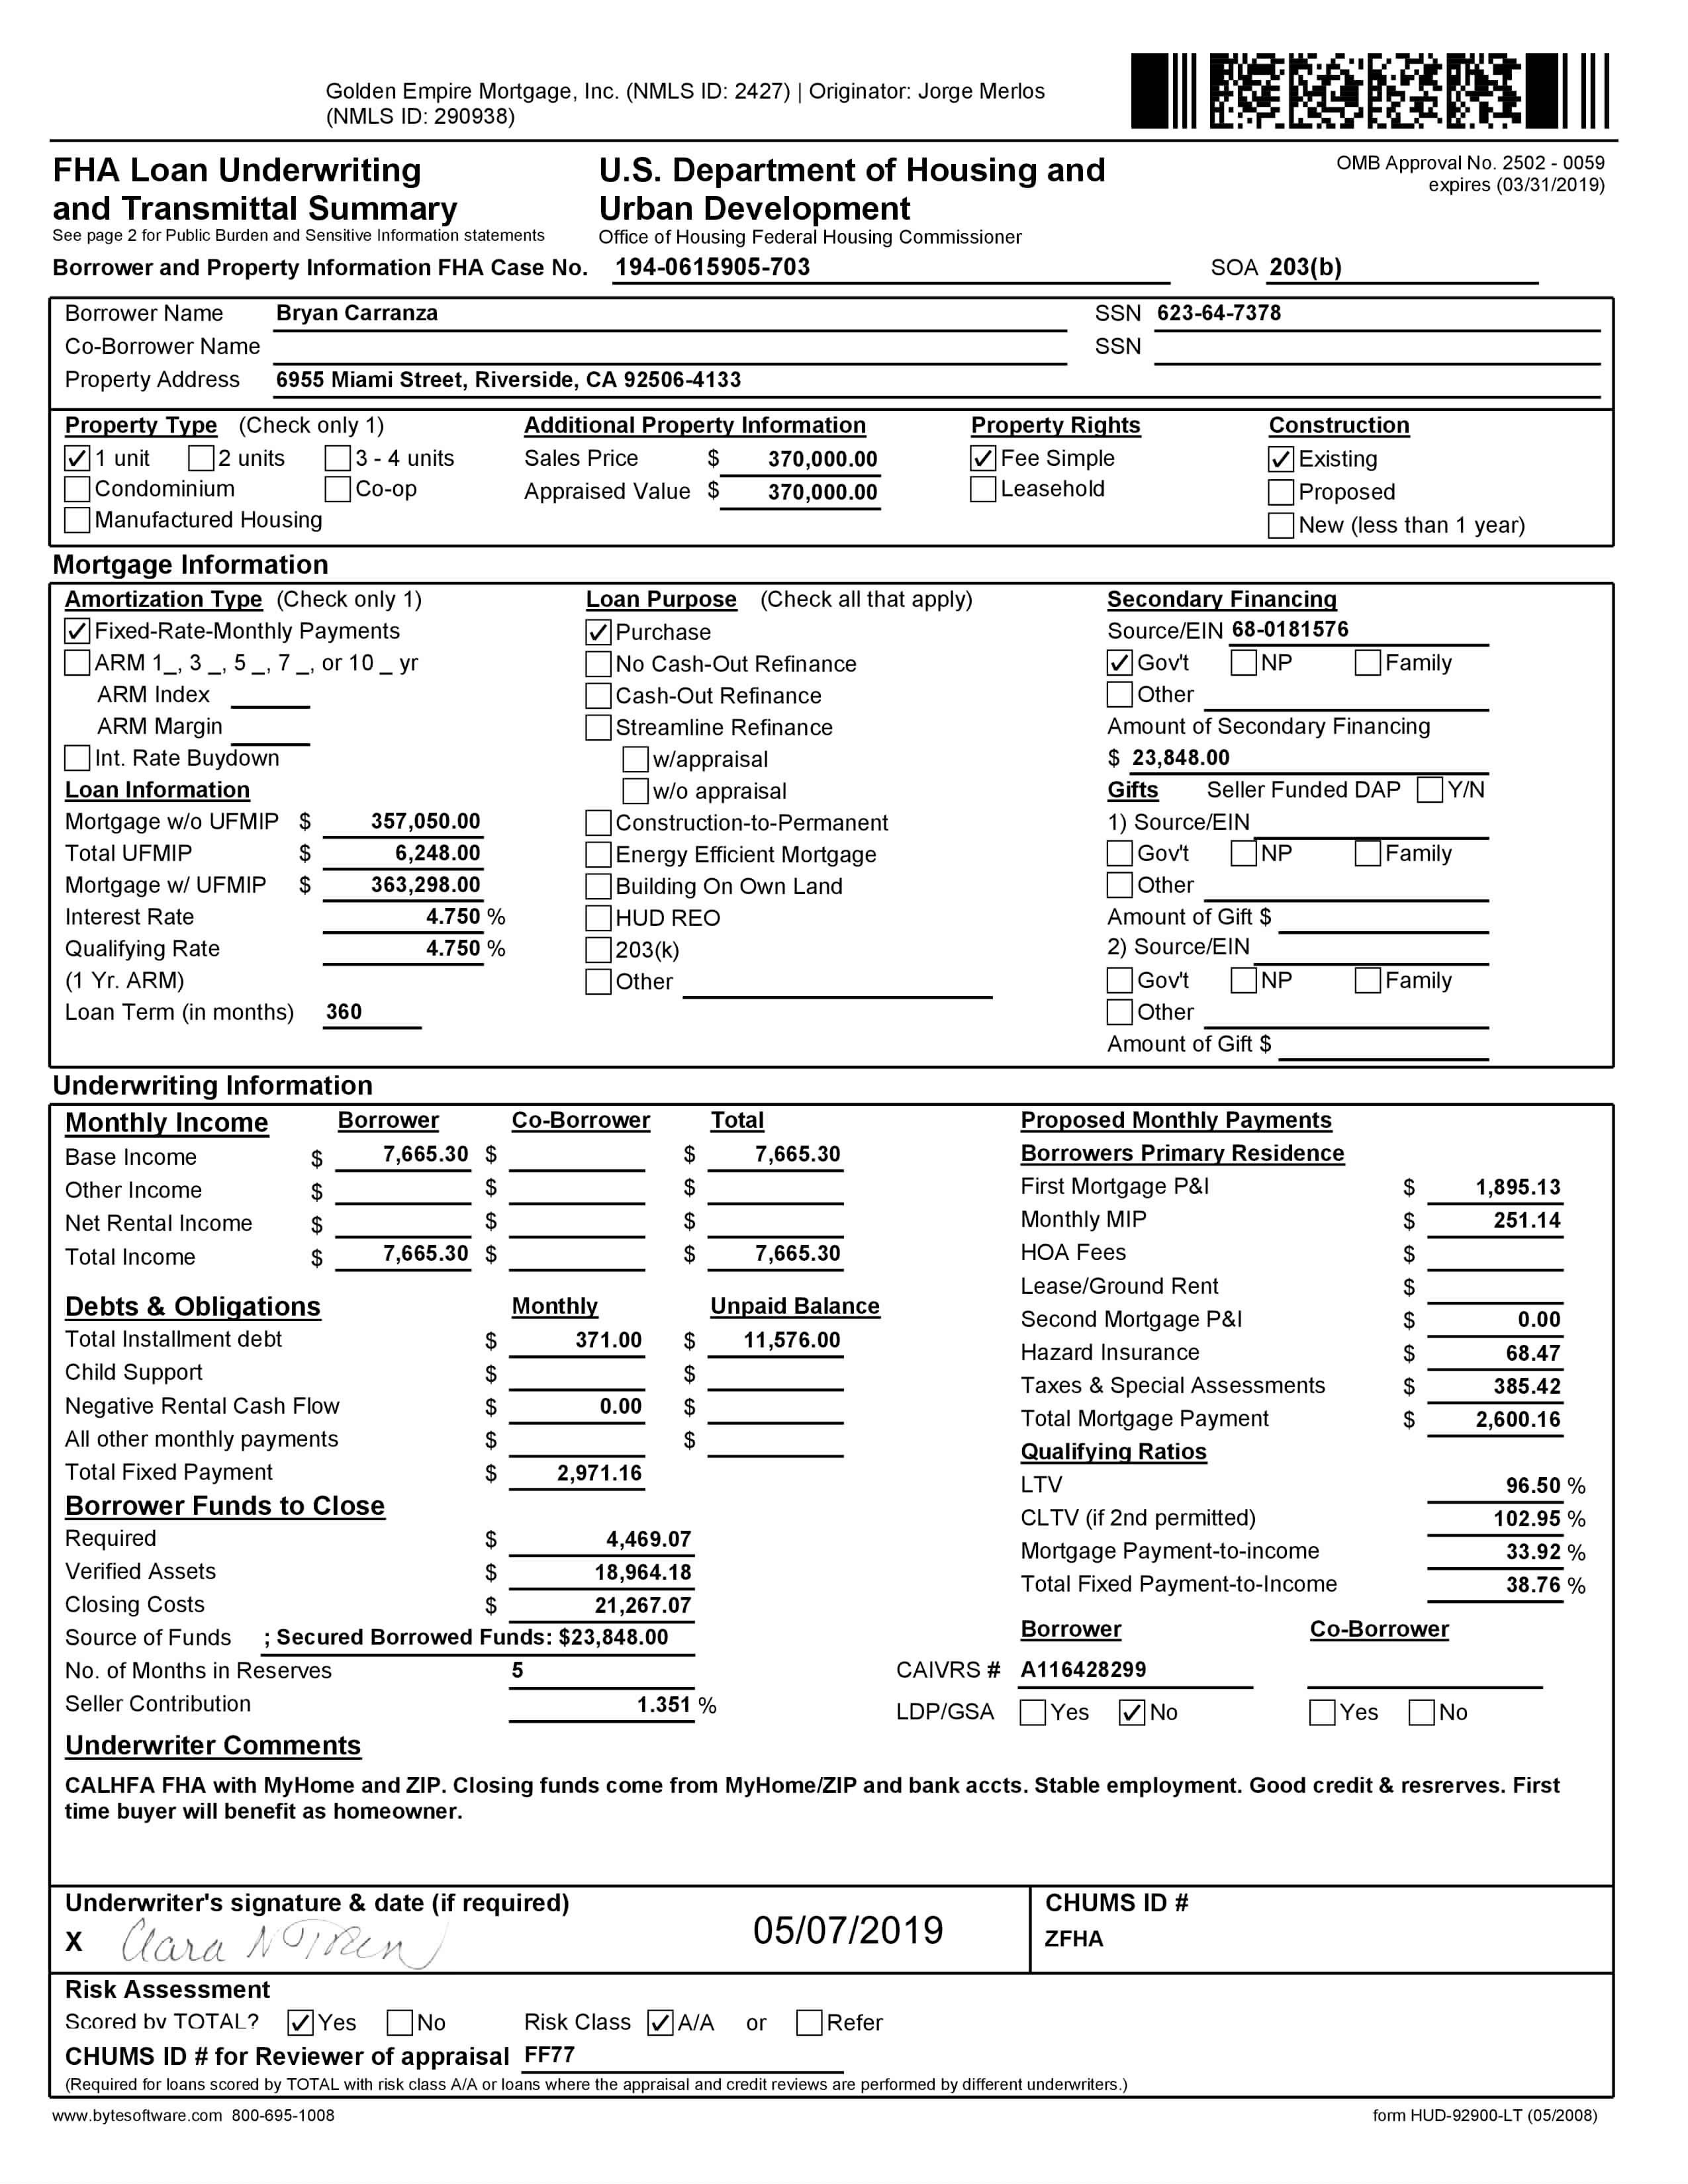 Golden Empire Mortgage, Inc. (NMLS ID: 2427) | Originator: Jorge Merlos
(NMLS ID: 290938)
FHA Loan Underwriting
and Transmittal Summary
See page 2 for Public Burden and Sensitive Information statements
U.S. Department of Housing and
Urban Development
Office of Housing Federal Housing Commissioner
OMB Approval No. 2502 - 0059
expires (03/31/2019)
Borrower and Property Information FHA Case No. 194-0615905-703 SOA 203(b)
Borrower Name Bryan Carranza SSN 623-64-7378
Co-Borrower Name SSN
Property Address 6955 Miami Street, Riverside, CA 92506-4133
Property Type (Check only 1)
✓ 1 unit 2 units 3 - 4 units
Condominium Co-op
Manufactured Housing
Additional Property Information
Sales Price $ 370,000.00
Appraised Value $ 370,000.00
Property Rights
✓ Fee Simple
Leasehold
Construction
✓ Existing
Proposed
New (less than 1 year)
Mortgage Information
Amortization Type (Check only 1)
✓ Fixed-Rate-Monthly Payments
ARM 1_, 3 _, 5 _, 7 _, or 10 _ yr
ARM Index
ARM Margin
Int. Rate Buydown
Loan Information
Mortgage w/o UFMIP $ 357,050.00
Total UFMIP $ 6,248.00
Mortgage w/ UFMIP $ 363,298.00
Interest Rate 4.750 %
Qualifying Rate 4.750 %
(1 Yr. ARM)
Loan Term (in months) 360
Loan Purpose (Check all that apply)
✓ Purchase
No Cash-Out Refinance
Cash-Out Refinance
Streamline Refinance
w/appraisal
w/o appraisal
Construction-to-Permanent
Energy Efficient Mortgage
Building On Own Land
HUD REO
203(k)
Other
Secondary Financing
Source/EIN 68-0181576
✓ Gov't NP Family
Other
Amount of Secondary Financing
$ 23,848.00
Gifts Seller Funded DAP Y/N
1) Source/EIN
Gov't NP Family
Other
Amount of Gift $
2) Source/EIN
Gov't NP Family
Other
Amount of Gift $
Underwriting Information
Monthly Income Borrower Co-Borrower Total
Base Income $ 7,665.30 $ $ 7,665.30
Other Income $ $ $
Net Rental Income $ $ $
Total Income $ 7,665.30 $ $ 7,665.30
Debts & Obligations Monthly Unpaid Balance
Total Installment debt $ 371.00 $ 11,576.00
Child Support $ $
Negative Rental Cash Flow $ 0.00 $
All other monthly payments $ $
Total Fixed Payment $ 2,971.16
Borrower Funds to Close
Required $ 4,469.07
Verified Assets $ 18,964.18
Closing Costs $ 21,267.07
Source of Funds ; Secured Borrowed Funds: $23,848.00
No. of Months in Reserves 5
Seller Contribution 1.351 %
Proposed Monthly Payments
Borrowers Primary Residence
First Mortgage P&I $ 1,895.13
Monthly MIP $ 251.14
HOA Fees $
Lease/Ground Rent $
Second Mortgage P&I $ 0.00
Hazard Insurance $ 68.47
Taxes & Special Assessments $ 385.42
Total Mortgage Payment $ 2,600.16
Qualifying Ratios
LTV 96.50 %
CLTV (if 2nd permitted) 102.95 %
Mortgage Payment-to-income 33.92 %
Total Fixed Payment-to-Income 38.76 %
Borrower Co-Borrower
CAIVRS # A116428299
LDP/GSA Yes ✓ No Yes No
Underwriter Comments
CALHFA FHA with MyHome and ZIP. Closing funds come from MyHome/ZIP and bank accts. Stable employment. Good credit & resrerves. First
time buyer will benefit as homeowner.
Underwriter's signature & date (if required)
X Clara 05/07/2019
CHUMS ID #
ZFHA
Risk Assessment
Scored by TOTAL? ✓ Yes No Risk Class ✓ A/A or Refer
CHUMS ID # for Reviewer of appraisal FF77
(Required for loans scored by TOTAL with risk class A/A or loans where the appraisal and credit reviews are performed by different underwriters.)
www.bytesoftware.com 800-695-1008
form HUD-92900-LT (05/2008)